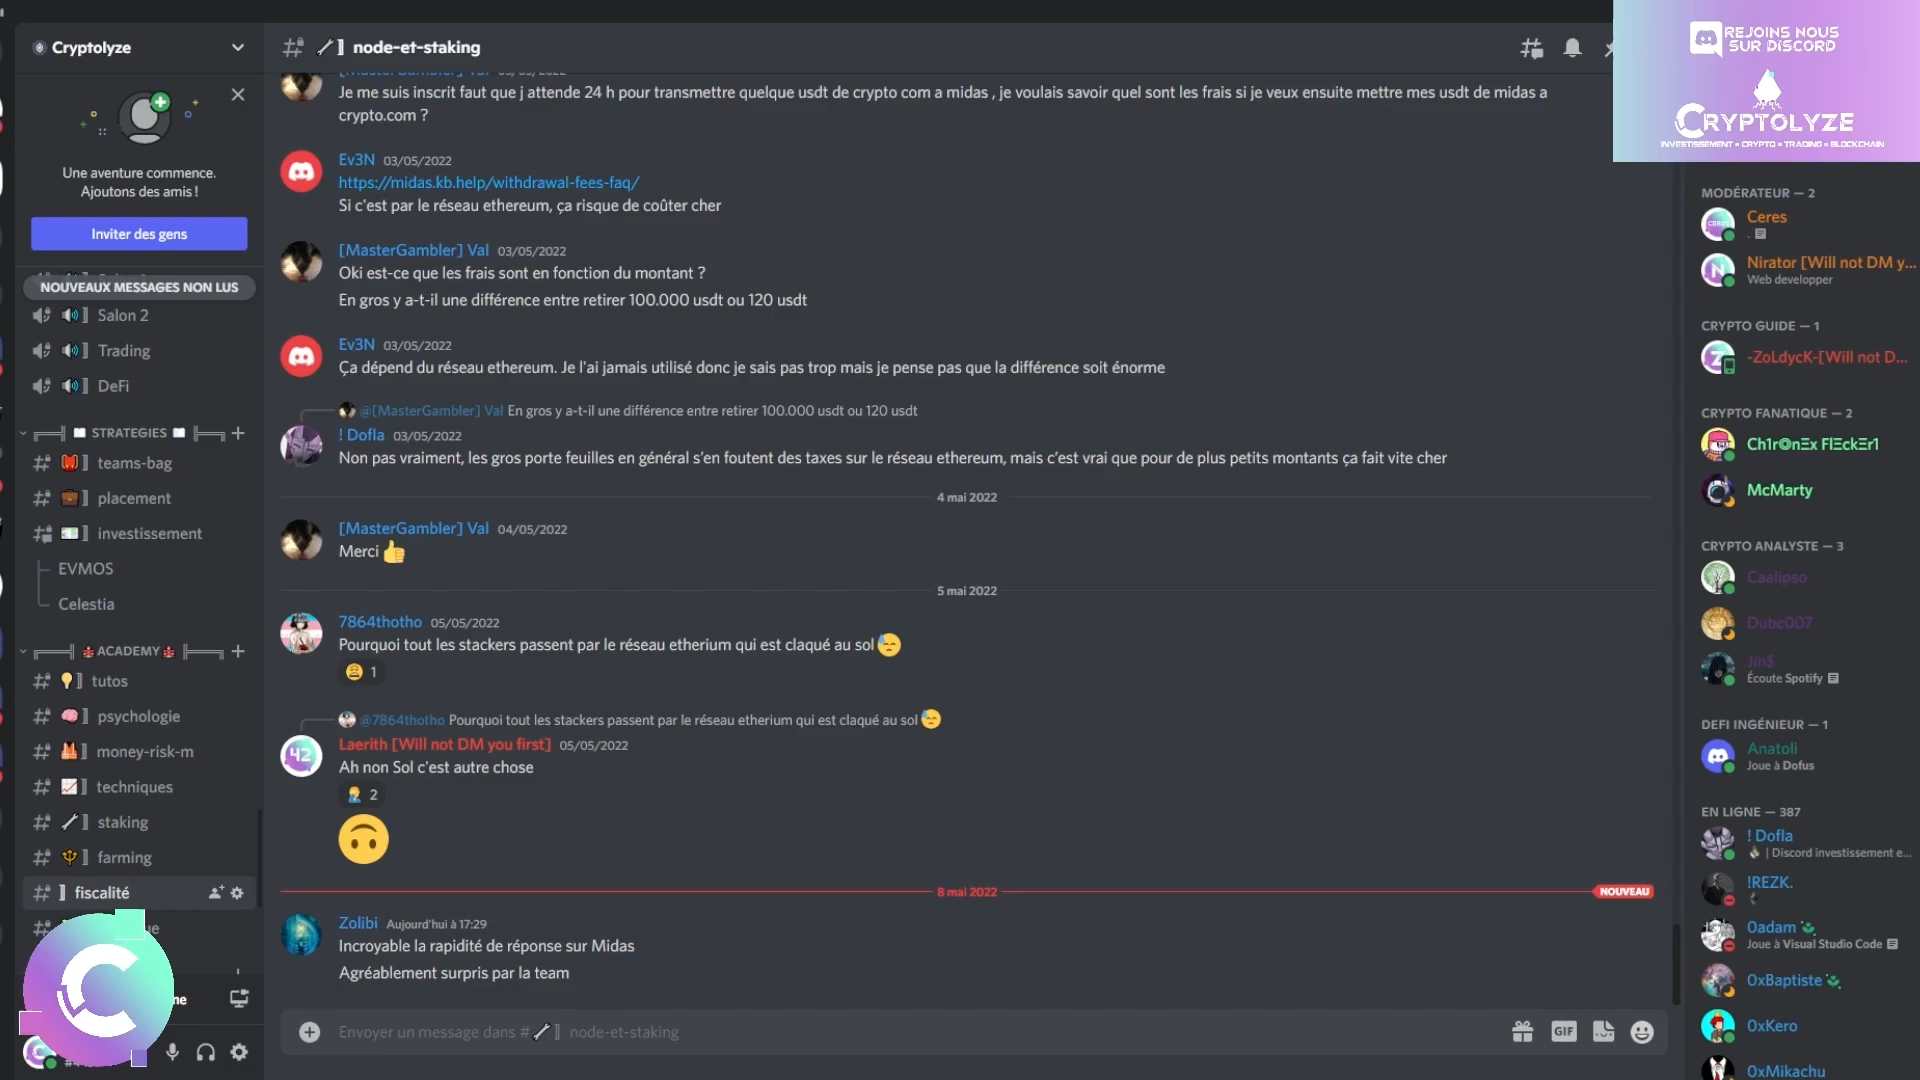 Cryptolyze
Une aventure commence.
Ajoutons des amis !
Inviter des gens
NOUVEAUX MESSAGES NON LUS
Salon 2
Trading
DeFi
STRATEGIES
teams-bag
placement
investissement
EVMOS
Celestia
ACADEMY
tutos
psychologie
money-risk-m
techniques
staking
farming
fiscalité
node-et-staking
Je me suis inscrit faut que j attende 24 h pour transmettre quelque usdt de crypto com a midas , je voulais savoir quel sont les frais si je veux ensuite mettre mes usdt de midas a
crypto.com ?
Ev3N 03/05/2022
https://midas.kb.help/withdrawal-fees-faq/
Si c'est par le réseau ethereum, ça risque de coûter cher
[MasterGambler] Val 03/05/2022
Oki est-ce que les frais sont en fonction du montant ?
En gros y a-t-il une différence entre retirer 100.000 usdt ou 120 usdt
Ev3N 03/05/2022
Ça dépend du réseau ethereum. Je l'ai jamais utilisé donc je sais pas trop mais je pense pas que la différence soit énorme
@[MasterGambler] Val En gros y a-t-il une différence entre retirer 100.000 usdt ou 120 usdt
! Dofla 03/05/2022
Non pas vraiment, les gros porte feuilles en général s'en foutent des taxes sur le réseau ethereum, mais c'est vrai que pour de plus petits montants ça fait vite cher
4 mai 2022
[MasterGambler] Val 04/05/2022
Merci 👍
5 mai 2022
7864thotho 05/05/2022
Pourquoi tout les stackers passent par le réseau etherium qui est claqué au sol 😓
1
@7864thotho Pourquoi tout les stackers passent par le réseau etherium qui est claqué au sol 😓
Laerith [Will not DM you first] 05/05/2022
Ah non Sol c'est autre chose
2
8 mai 2022 NOUVEAU
Zolibi Aujourd'hui à 17:29
Incroyable la rapidité de réponse sur Midas
Agréablement surpris par la team
Envoyer un message dans # node-et-staking
GIF
REJOINS NOUS
SUR DISCORD
CRYPTOLYZE
INVESTISSEMENT • CRYPTO • TRADING • BLOCKCHAIN
MODÉRATEUR — 2
Ceres
Nirator [Will not DM y...
Web developper
CRYPTO GUIDE — 1
-ZoLdycK-[Will not D...
CRYPTO FANATIQUE — 2
Ch1r⊙nΞx FlΞckΞr1
McMarty
CRYPTO ANALYSTE — 3
Caalipso
Dubc007
Jin$
Écoute Spotify
DEFI INGÉNIEUR — 1
Anatoli
Joue à Dofus
EN LIGNE — 387
! Dofla
| Discord investissement e...
!REZK.
0adam
Joue à Visual Studio Code
0xBaptiste
0xKero
0xMikachu